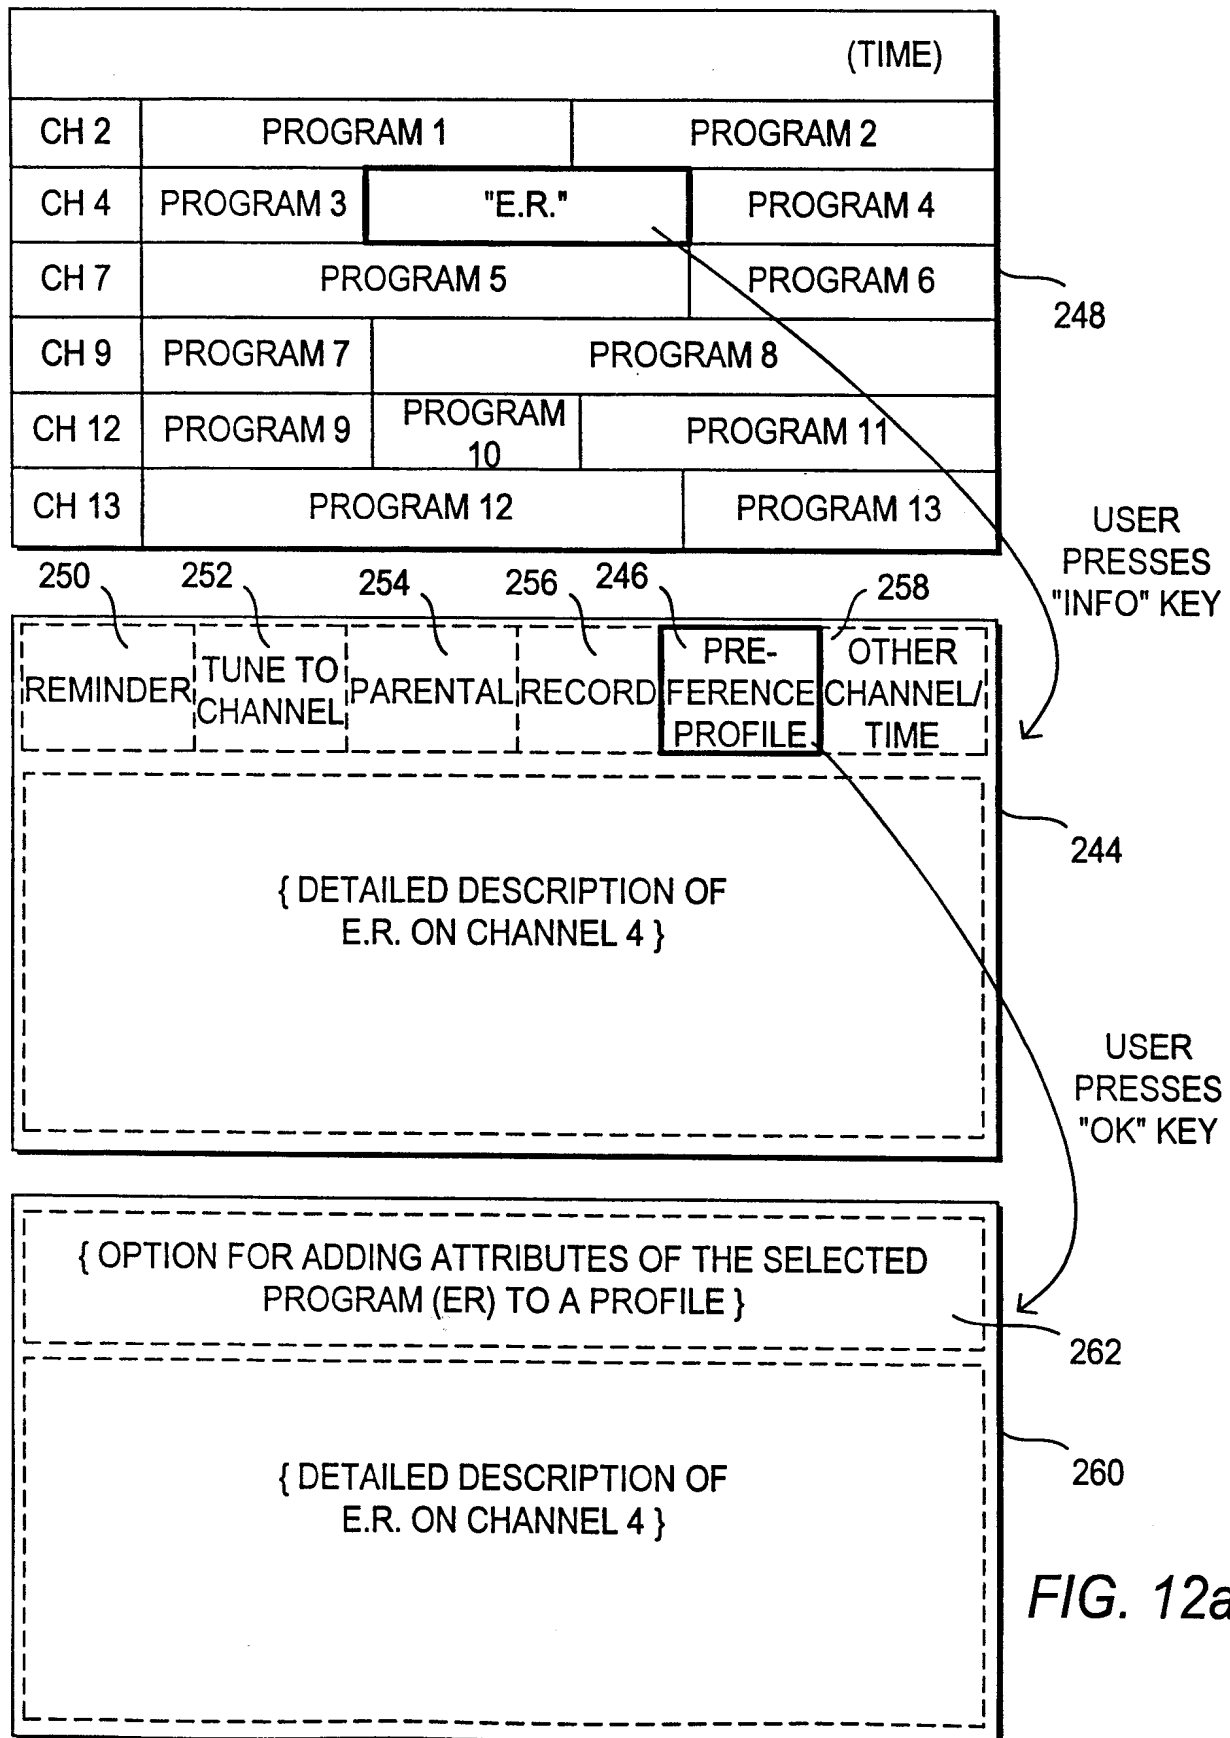 (TIME)
CH 2 PROGRAM 1 PROGRAM 2
CH 4 PROGRAM 3 "E.R." PROGRAM 4
CH 7 PROGRAM 5 PROGRAM 6
248
CH 9 PROGRAM 7 PROGRAM 8
CH 12 PROGRAM 9 PROGRAM 10 PROGRAM 11
CH 13 PROGRAM 12 PROGRAM 13
USER
PRESSES
"INFO" KEY
250 252 254 256 246 258
REMINDER
TUNE TO
CHANNEL
PARENTAL
RECORD
PRE-
FERENCE
PROFILE
OTHER
CHANNEL/
TIME
244
{ DETAILED DESCRIPTION OF
E.R. ON CHANNEL 4 }
USER
PRESSES
"OK" KEY
{ OPTION FOR ADDING ATTRIBUTES OF THE SELECTED
PROGRAM (ER) TO A PROFILE }
262
260
{ DETAILED DESCRIPTION OF
E.R. ON CHANNEL 4 }
FIG. 12a